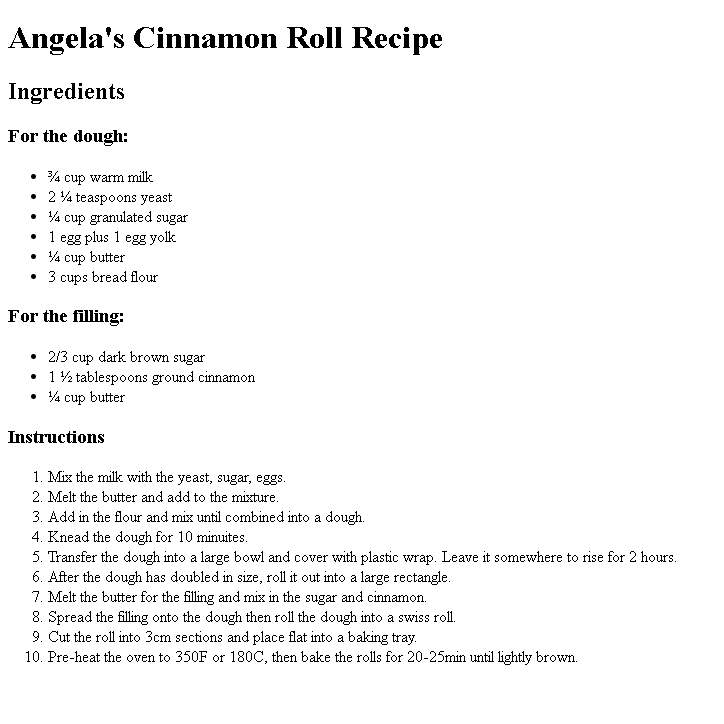 Angela's Cinnamon Roll Recipe
Ingredients
For the dough:
• ¾ cup warm milk
• 2 ¼ teaspoons yeast
• ¼ cup granulated sugar
• 1 egg plus 1 egg yolk
• ¼ cup butter
• 3 cups bread flour
For the filling:
• 2/3 cup dark brown sugar
• 1 ½ tablespoons ground cinnamon
• ¼ cup butter
Instructions
1. Mix the milk with the yeast, sugar, eggs.
2. Melt the butter and add to the mixture.
3. Add in the flour and mix until combined into a dough.
4. Knead the dough for 10 minuites.
5. Transfer the dough into a large bowl and cover with plastic wrap. Leave it somewhere to rise for 2 hours.
6. After the dough has doubled in size, roll it out into a large rectangle.
7. Melt the butter for the filling and mix in the sugar and cinnamon.
8. Spread the filling onto the dough then roll the dough into a swiss roll.
9. Cut the roll into 3cm sections and place flat into a baking tray.
10. Pre-heat the oven to 350F or 180C, then bake the rolls for 20-25min until lightly brown.